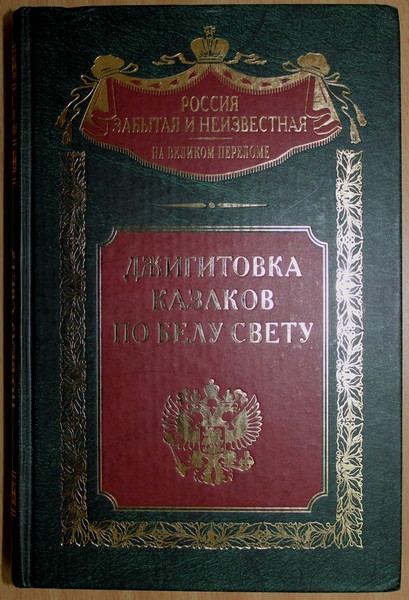 РОССИЯ
ЗАБЫТАЯ И НЕИЗВЕСТНАЯ
НА ВЕЛИКОМ ПЕРЕЛОМЕ
ДЖИГИТОВКА
КАЗАКОВ
ПО БЕЛУ СВЕТУ